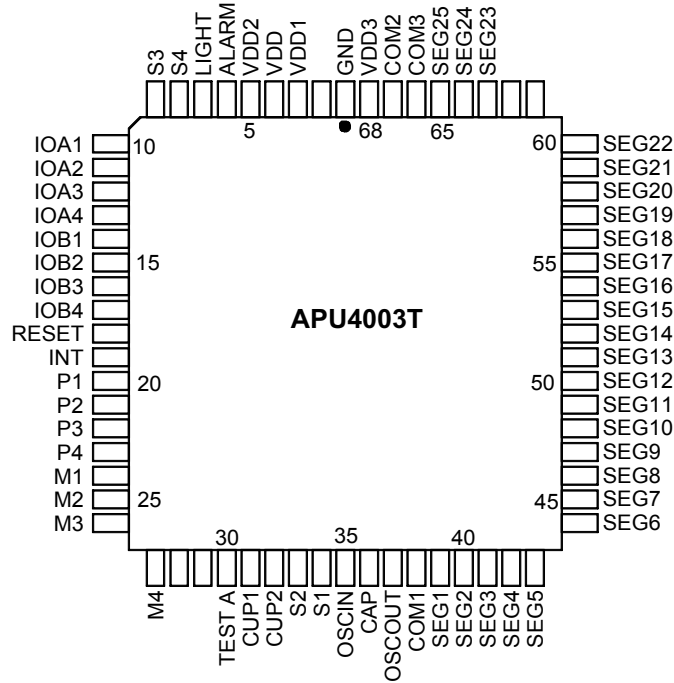 S3
S4
LIGHT
ALARM
VDD2
VDD
VDD1
GND
VDD3
COM2
COM3
SEG25
SEG24
SEG23
5
68
65
10
60
IOA1
IOA2
IOA3
IOA4
IOB1
IOB2
IOB3
IOB4
RESET
INT
P1
P2
P3
P4
M1
M2
M3
15
20
25
APU4003T
55
50
45
SEG22
SEG21
SEG20
SEG19
SEG18
SEG17
SEG16
SEG15
SEG14
SEG13
SEG12
SEG11
SEG10
SEG9
SEG8
SEG7
SEG6
30
35
40
M4
TEST A
CUP1
CUP2
S2
S1
OSCIN
CAP
OSCOUT
COM1
SEG1
SEG2
SEG3
SEG4
SEG5